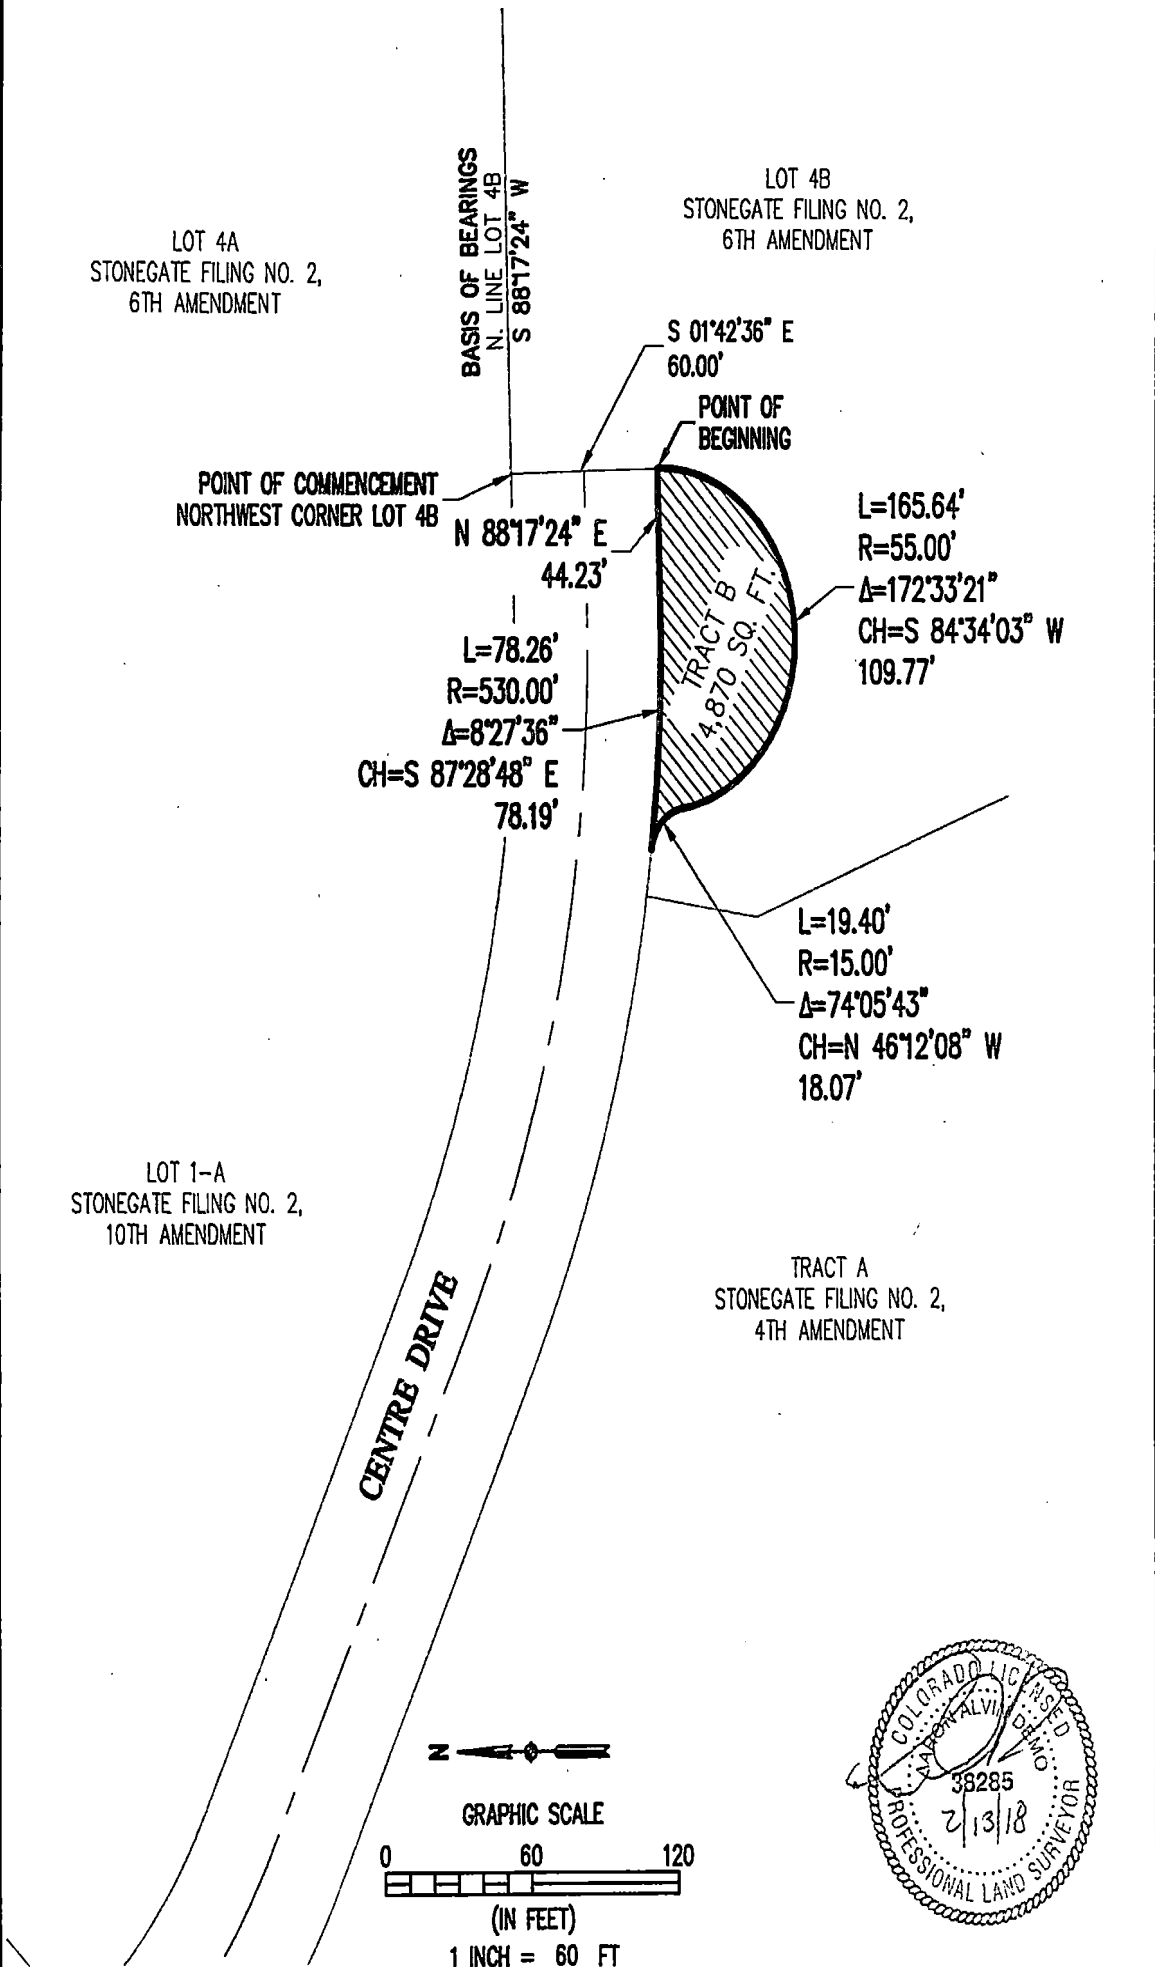 BASIS OF BEARINGS
N. LINE LOT 4B
S 88°17'24" W
LOT 4B
STONEGATE FILING NO. 2,
6TH AMENDMENT
LOT 4A
STONEGATE FILING NO. 2,
6TH AMENDMENT
S 01°42'36" E
60.00'
POINT OF
BEGINNING
POINT OF COMMENCEMENT
NORTHWEST CORNER LOT 4B
N 88°17'24" E
44.23'
L=165.64'
R=55.00'
Δ=172°33'21"
CH=S 84°34'03" W
109.77'
TRACT B
4,870 SQ. FT.
L=78.26'
R=530.00'
Δ=8°27'36"
CH=S 87°28'48" E
78.19'
L=19.40'
R=15.00'
Δ=74°05'43"
CH=N 46°12'08" W
18.07'
LOT 1-A
STONEGATE FILING NO. 2,
10TH AMENDMENT
TRACT A
STONEGATE FILING NO. 2,
4TH AMENDMENT
CENTRE DRIVE
N
GRAPHIC SCALE
0 60 120
(IN FEET)
1 INCH = 60 FT
COLORADO LICENSED
AARON ALVIN DEMO
38285
2/13/18
PROFESSIONAL LAND SURVEYOR